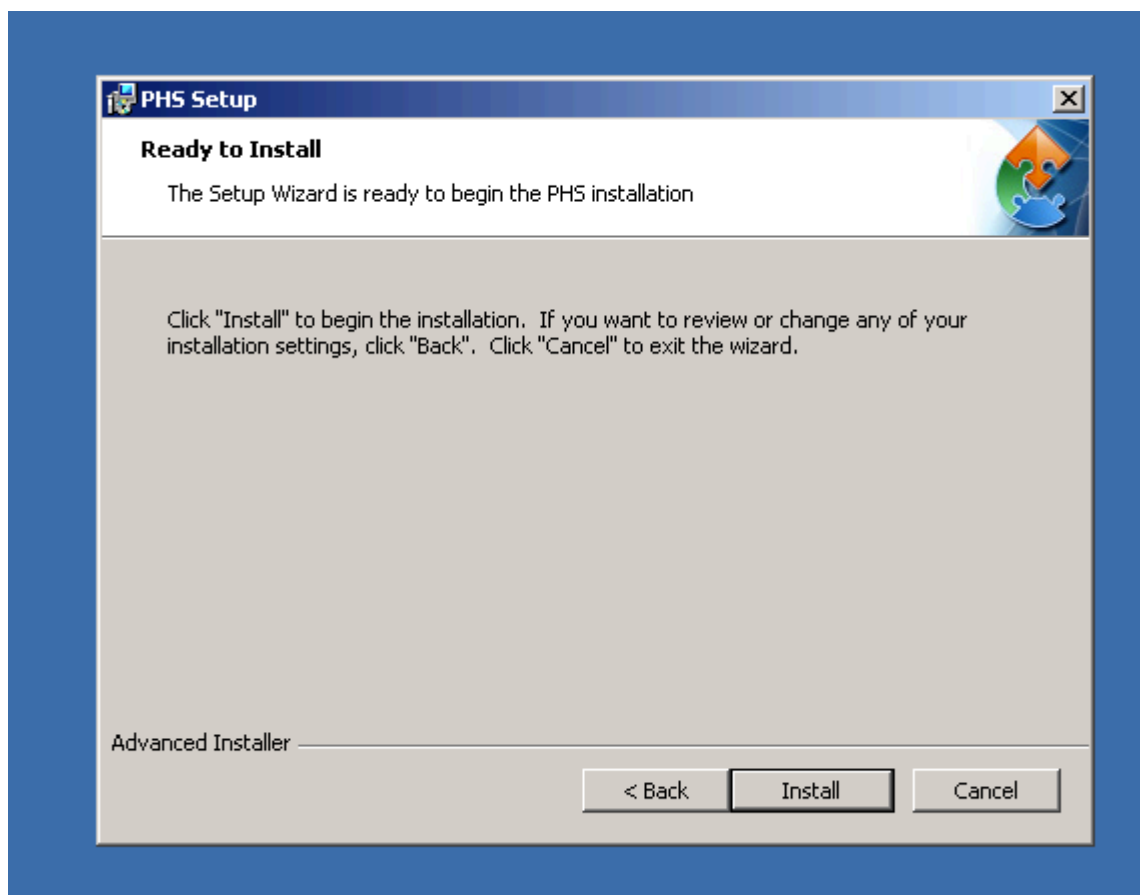 PHS Setup
Ready to Install
The Setup Wizard is ready to begin the PHS installation
Click "Install" to begin the installation.  If you want to review or change any of your
installation settings, click "Back".  Click "Cancel" to exit the wizard.
Advanced Installer
< Back
Install
Cancel